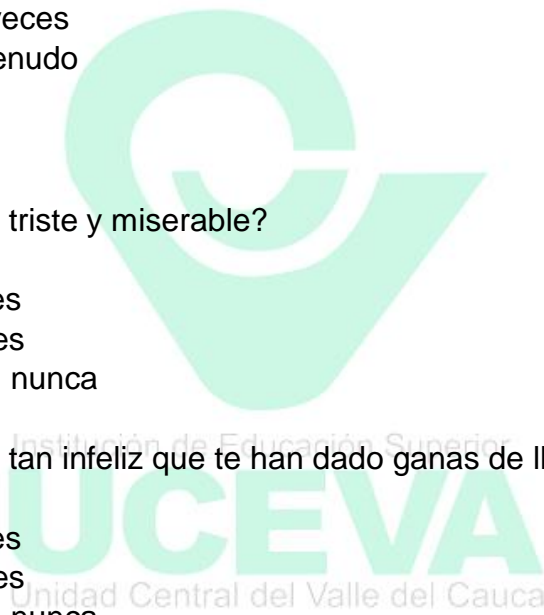 veces
enudo
triste y miserable?
es
es
nunca
Institución de Educación Superior
tan infeliz que te han dado ganas de ll
UCEVA
es
es
Unidad Central del Valle del Cauca
nunca